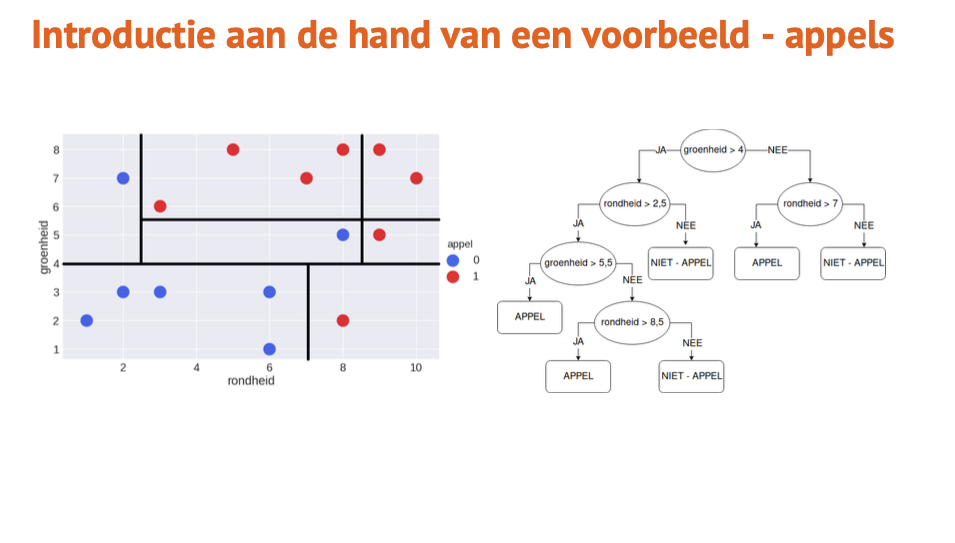 Introductie aan de hand van een voorbeeld - appels
8
7
6
5
4
3
2
1
groenheid
2
4
6
8
10
rondheid
appel
0
1
groenheid > 4
JA
NEE
rondheid > 2,5
rondheid > 7
JA
NEE
JA
NEE
groenheid > 5,5
NIET - APPEL
APPEL
NIET - APPEL
JA
NEE
APPEL
rondheid > 8,5
JA
NEE
APPEL
NIET - APPEL